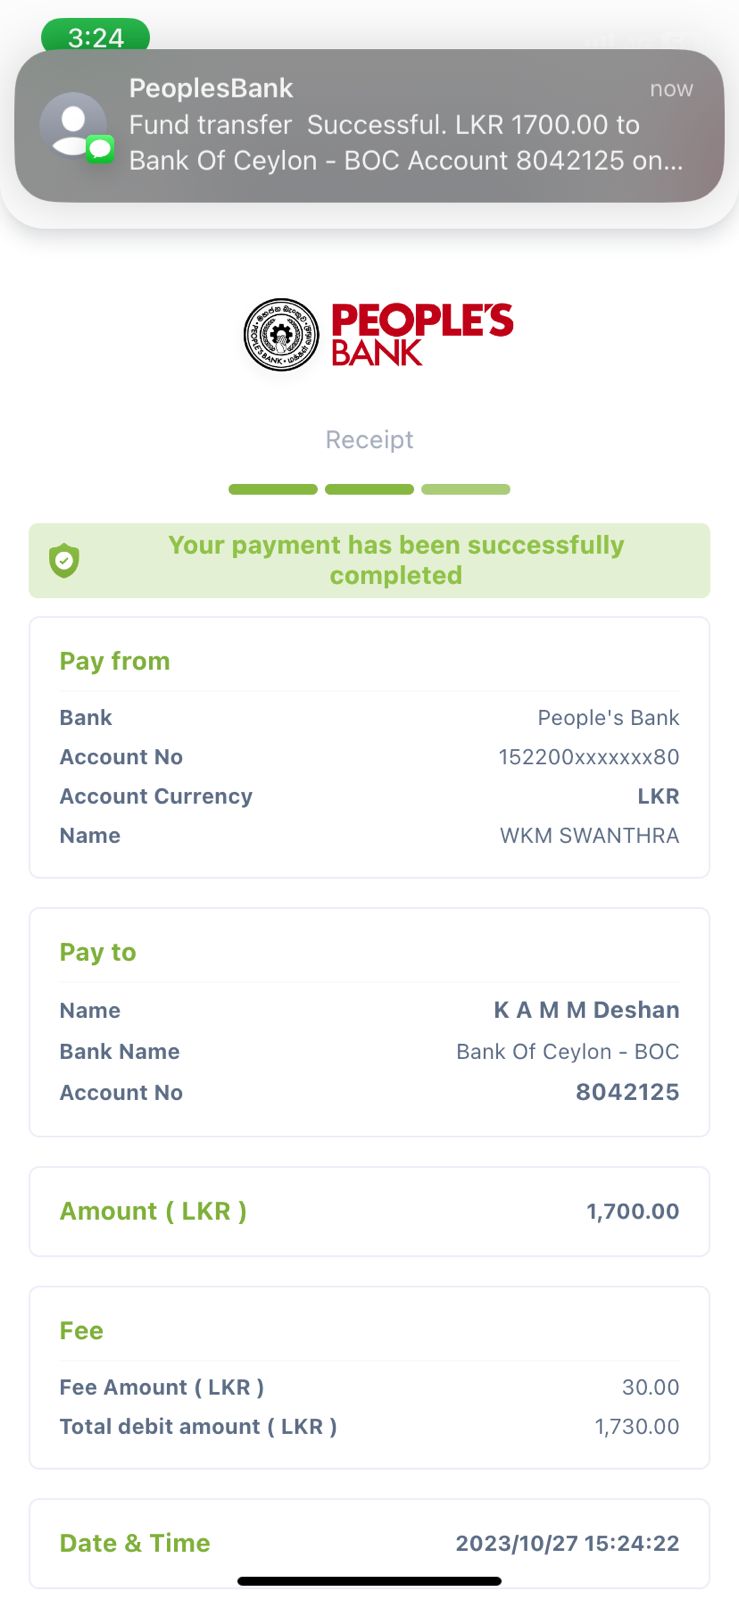 3:24
PeoplesBank now
Fund transfer  Successful. LKR 1700.00 to
Bank Of Ceylon - BOC Account 8042125 on...
PEOPLE'S
BANK
Receipt
Your payment has been successfully
completed
Pay from
Bank People's Bank
Account No 152200xxxxxxx80
Account Currency LKR
Name WKM SWANTHRA
Pay to
Name K A M M Deshan
Bank Name Bank Of Ceylon - BOC
Account No 8042125
Amount ( LKR ) 1,700.00
Fee
Fee Amount ( LKR ) 30.00
Total debit amount ( LKR ) 1,730.00
Date & Time 2023/10/27 15:24:22